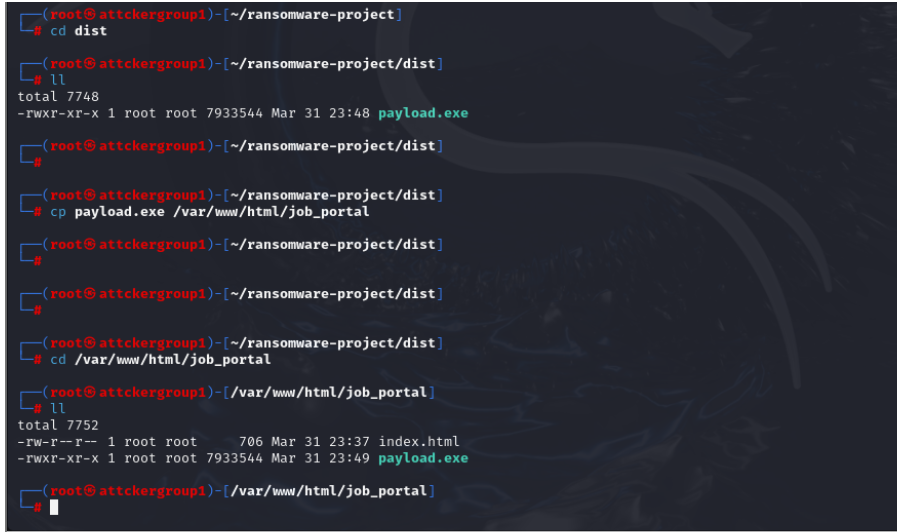 ┌──(root㉿attckergroup1)-[~/ransomware-project]
└─# cd dist
┌──(root㉿attckergroup1)-[~/ransomware-project/dist]
└─# ll
total 7748
-rwxr-xr-x 1 root root 7933544 Mar 31 23:48 payload.exe
┌──(root㉿attckergroup1)-[~/ransomware-project/dist]
└─#
┌──(root㉿attckergroup1)-[~/ransomware-project/dist]
└─# cp payload.exe /var/www/html/job_portal
┌──(root㉿attckergroup1)-[~/ransomware-project/dist]
└─#
┌──(root㉿attckergroup1)-[~/ransomware-project/dist]
└─#
┌──(root㉿attckergroup1)-[~/ransomware-project/dist]
└─# cd /var/www/html/job_portal
┌──(root㉿attckergroup1)-[/var/www/html/job_portal]
└─# ll
total 7752
-rw-r--r-- 1 root root     706 Mar 31 23:37 index.html
-rwxr-xr-x 1 root root 7933544 Mar 31 23:49 payload.exe
┌──(root㉿attckergroup1)-[/var/www/html/job_portal]
└─#